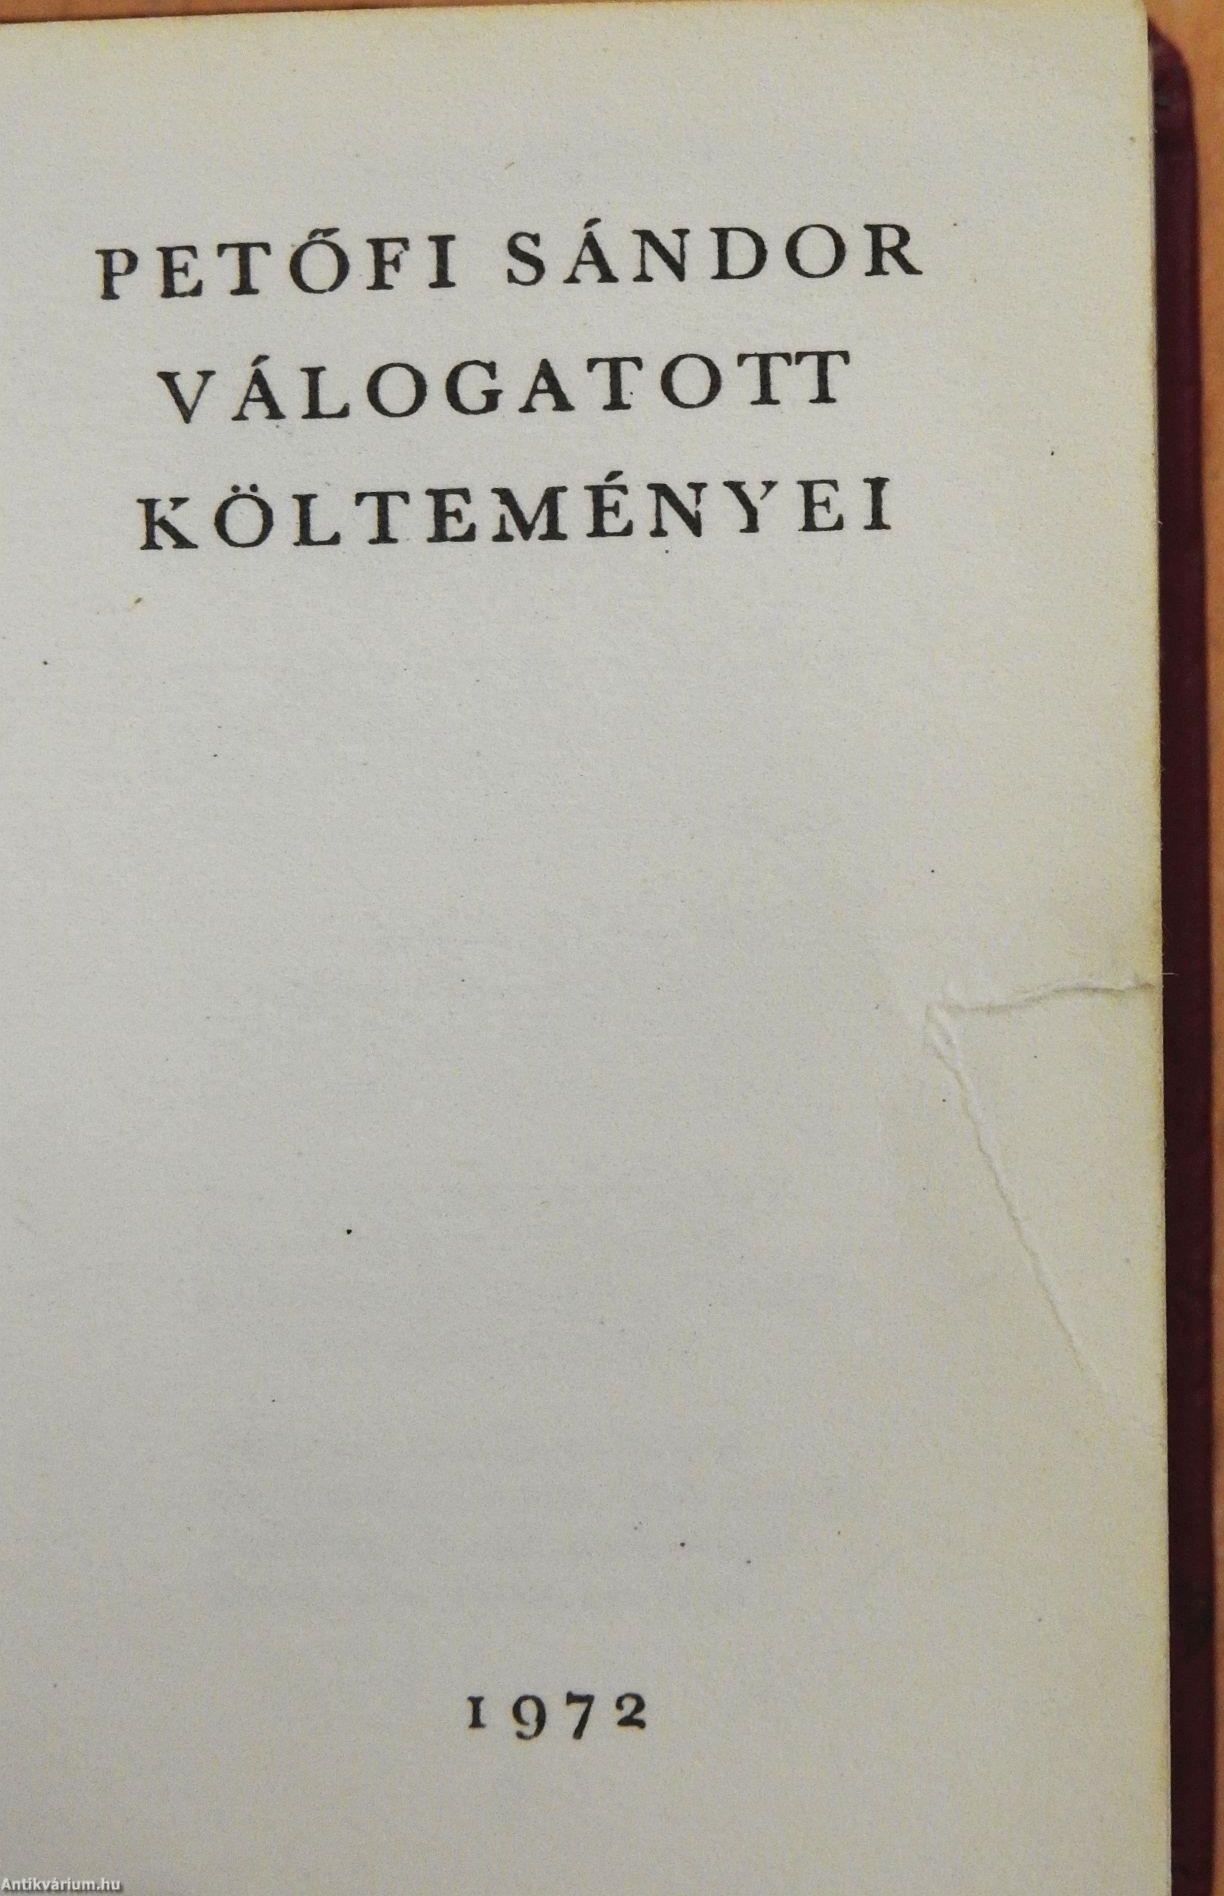 PETŐFI SÁNDOR
VÁLOGATOTT
KÖLTEMÉNYEI
1972
Antikvárium.hu